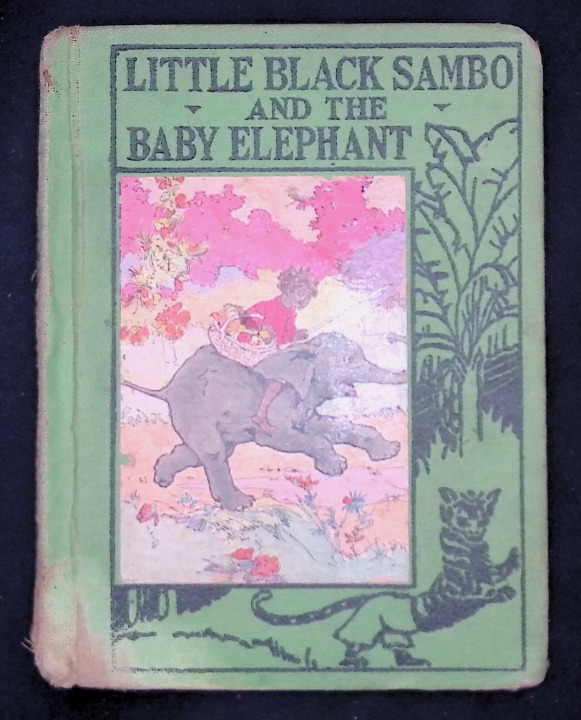 LITTLE BLACK SAMBO
AND THE
BABY ELEPHANT